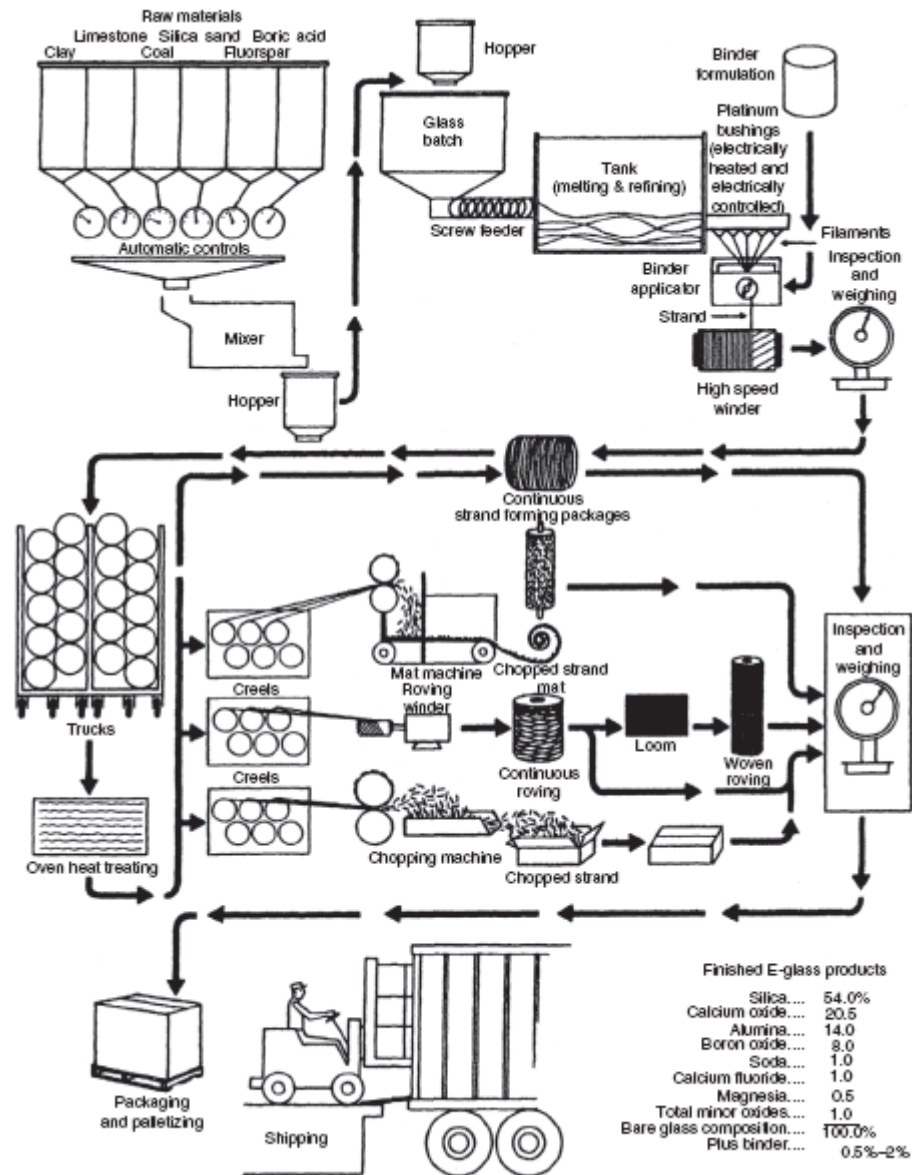 Raw materials
Limestone Silica sand Boric acid
Clay Coal Fluorspar
Hopper
Binder
formulation
Glass
batch
Platinum
bushings
(electrically
heated and
electrically
controlled)
Tank
(melting & refining)
Screw feeder
Automatic controls
Filaments
Inspection
and
weighing
Binder
applicator
Strand
Mixer
Hopper
High speed
winder
Continuous
strand forming packages
Inspection
and
weighing
Mat machine
Chopped strand
mat
Creels
Roving
winder
Trucks
Loom
Woven
roving
Continuous
roving
Creels
Chopping machine
Chopped strand
Oven heat treating
Finished E-glass products
Silica.... 54.0%
Calcium oxide.... 20.5
Alumina.... 14.0
Boron oxide.... 8.0
Soda.... 1.0
Calcium fluoride.... 1.0
Magnesia.... 0.5
Total minor oxides.... 1.0
Bare glass composition.... 100.0%
Plus binder.... 0.5%–2%
Packaging
and palletizing
Shipping